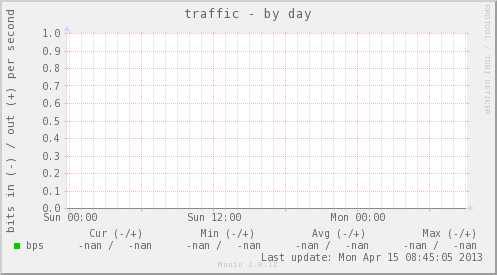 traffic - by day
RRDTOOL / TOBI OETIKER
bits in (-) / out (+) per second
1.0
0.9
0.8
0.7
0.6
0.5
0.4
0.3
0.2
0.1
0.0
Sun 00:00 Sun 12:00 Mon 00:00
Cur (-/+) Min (-/+) Avg (-/+) Max (-/+)
bps -nan / -nan -nan / -nan -nan / -nan -nan / -nan
Last update: Mon Apr 15 08:45:05 2013
Munin 2.0.12